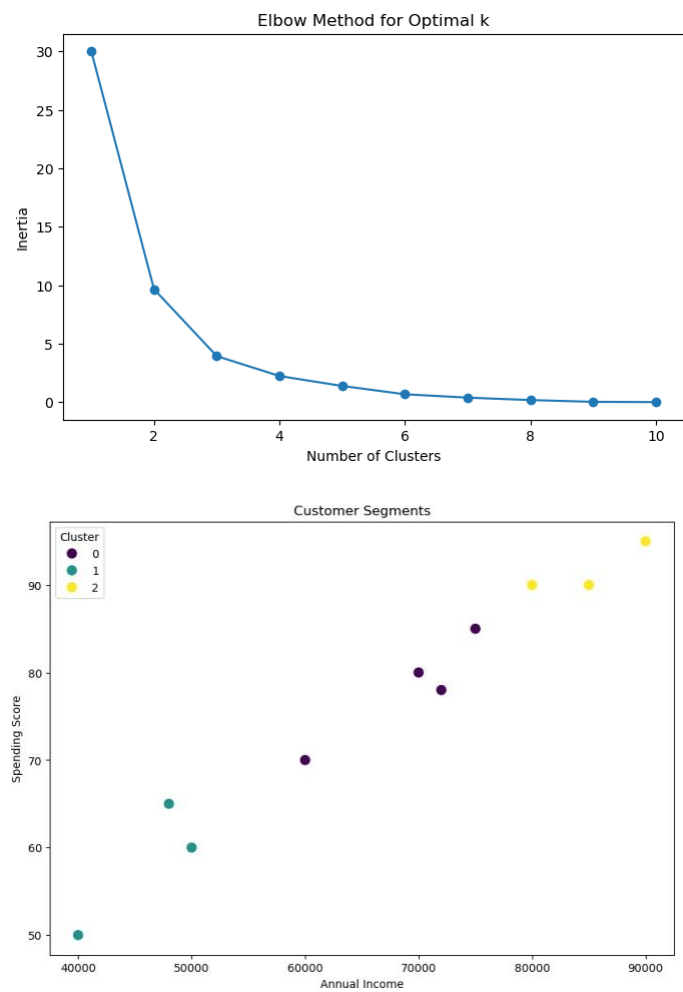 Elbow Method for Optimal k
30
25
20
15
10
5
0
Inertia
2 4 6 8 10
Number of Clusters
Customer Segments
Cluster
0
1
2
90
80
70
60
50
Spending Score
40000 50000 60000 70000 80000 90000
Annual Income